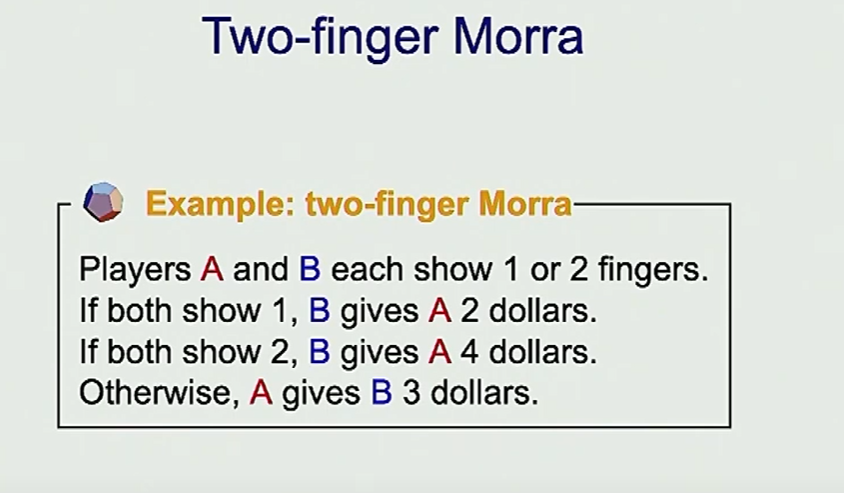 Two-finger Morra
Example: two-finger Morra
Players A and B each show 1 or 2 fingers.
If both show 1, B gives A 2 dollars.
If both show 2, B gives A 4 dollars.
Otherwise, A gives B 3 dollars.